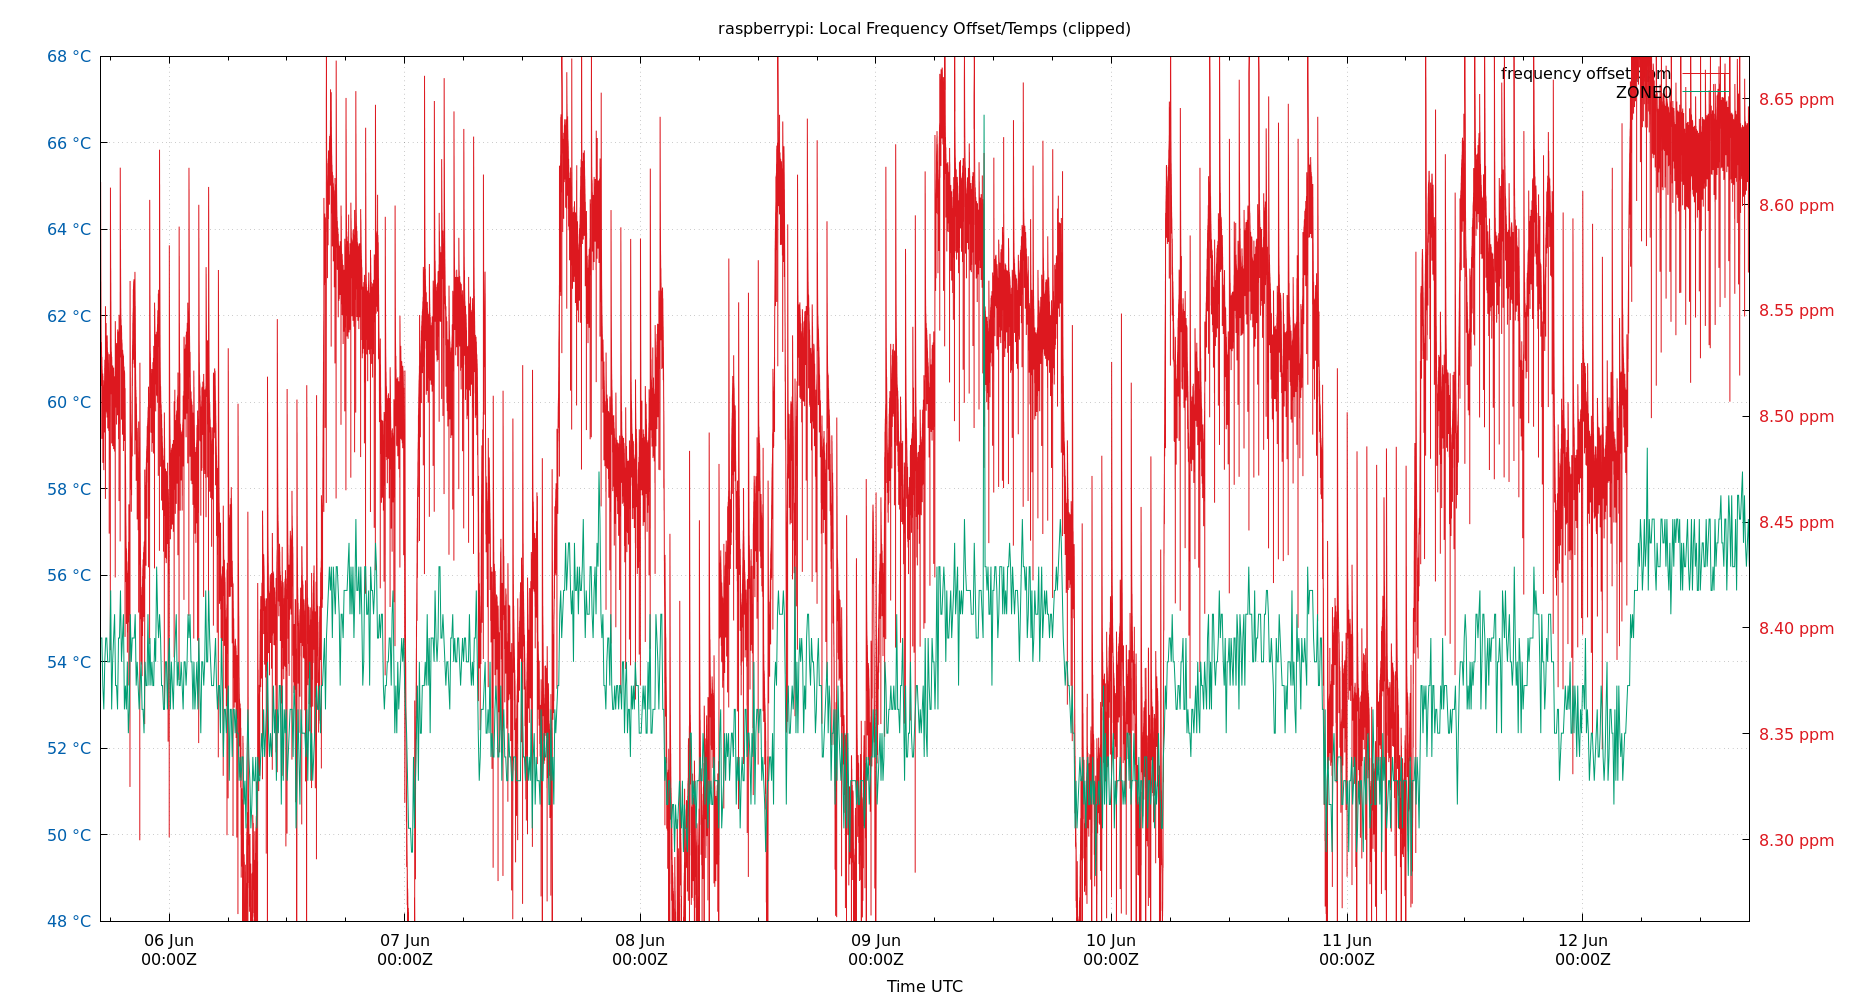 raspberrypi: Local Frequency Offset/Temps (clipped)
68 °C
66 °C
64 °C
62 °C
60 °C
58 °C
56 °C
54 °C
52 °C
50 °C
48 °C
frequency offset
ZONE0
8.65 ppm
8.60 ppm
8.55 ppm
8.50 ppm
8.45 ppm
8.40 ppm
8.35 ppm
8.30 ppm
06 Jun 07 Jun 08 Jun 09 Jun 10 Jun 11 Jun 12 Jun
00:00Z 00:00Z 00:00Z 00:00Z 00:00Z 00:00Z 00:00Z
Time UTC